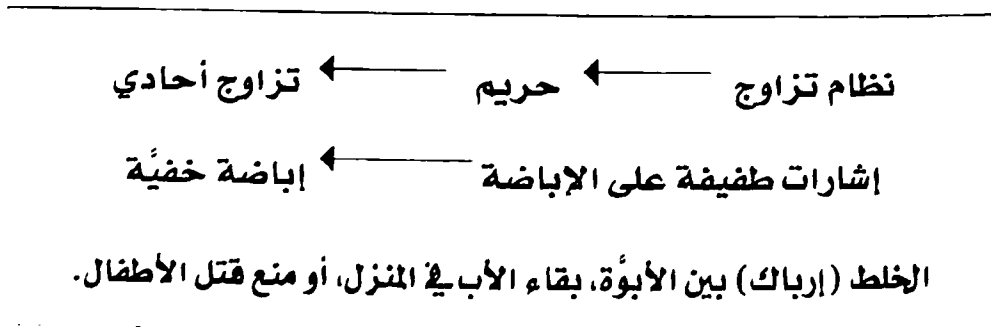 نظام تزاوج ← حريم ← تزاوج أحادي
إشارات طفيفة على الإباضة ← إباضة خفيَّة
الخلط (إرباك) بين الأبوُّة، بقاء الأب في المنزل، أو منع قتل الأطفال.